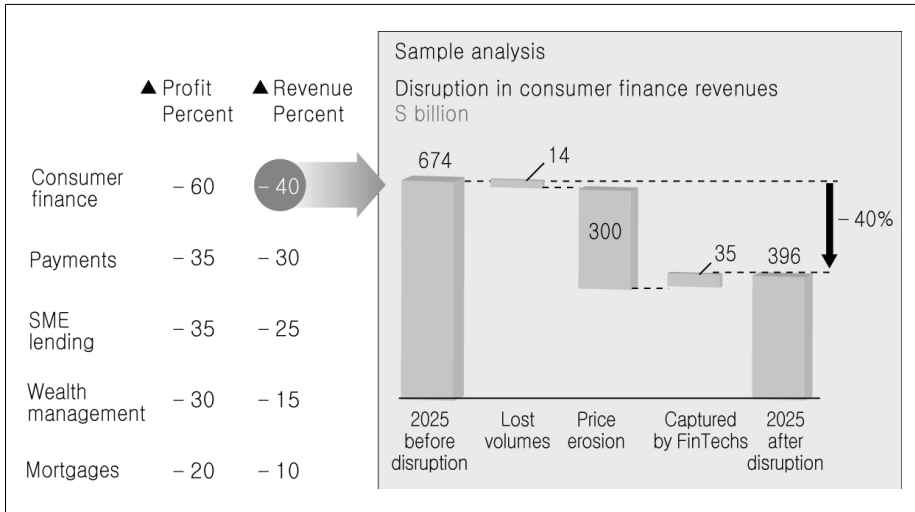 ▲ Profit
Percent
▲ Revenue
Percent
Consumer
finance
– 60
– 40
Payments
– 35
– 30
SME
lending
– 35
– 25
Wealth
management
– 30
– 15
Mortgages
– 20
– 10
Sample analysis
Disruption in consumer finance revenues
S billion
674
14
300
35
396
– 40%
2025
before
disruption
Lost
volumes
Price
erosion
Captured
by FinTechs
2025
after
disruption